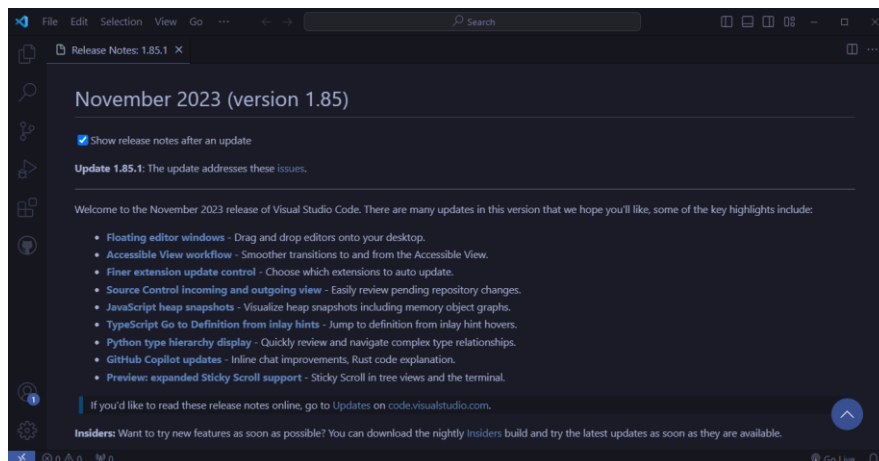 File Edit Selection View Go ··· Search
Release Notes: 1.85.1
November 2023 (version 1.85)
Show release notes after an update
Update 1.85.1: The update addresses these issues.
Welcome to the November 2023 release of Visual Studio Code. There are many updates in this version that we hope you'll like, some of the key highlights include:
• Floating editor windows - Drag and drop editors onto your desktop.
• Accessible View workflow - Smoother transitions to and from the Accessible View.
• Finer extension update control - Choose which extensions to auto update.
• Source Control incoming and outgoing view - Easily review pending repository changes.
• JavaScript heap snapshots - Visualize heap snapshots including memory object graphs.
• TypeScript Go to Definition from inlay hints - Jump to definition from inlay hint hovers.
• Python type hierarchy display - Quickly review and navigate complex type relationships.
• GitHub Copilot updates - Inline chat improvements, Rust code explanation.
• Preview: expanded Sticky Scroll support - Sticky Scroll in tree views and the terminal.
1
If you'd like to read these release notes online, go to Updates on code.visualstudio.com.
Insiders: Want to try new features as soon as possible? You can download the nightly Insiders build and try the latest updates as soon as they are available.
0 0 0 Go Live